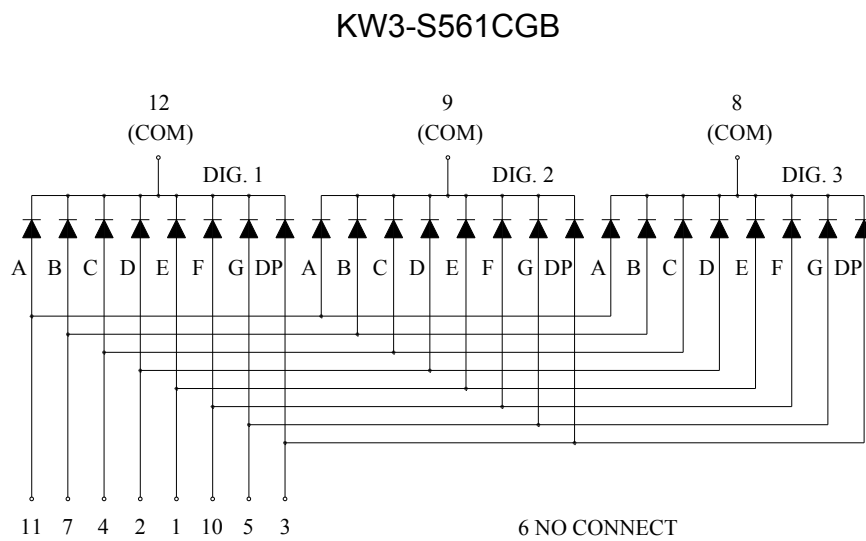 KW3-S561CGB
12 9 8
(COM) (COM) (COM)
DIG. 1 DIG. 2 DIG. 3
A B C D E F G DP A B C D E F G DP A B C D E F G DP
11 7 4 2 1 10 5 3 6 NO CONNECT